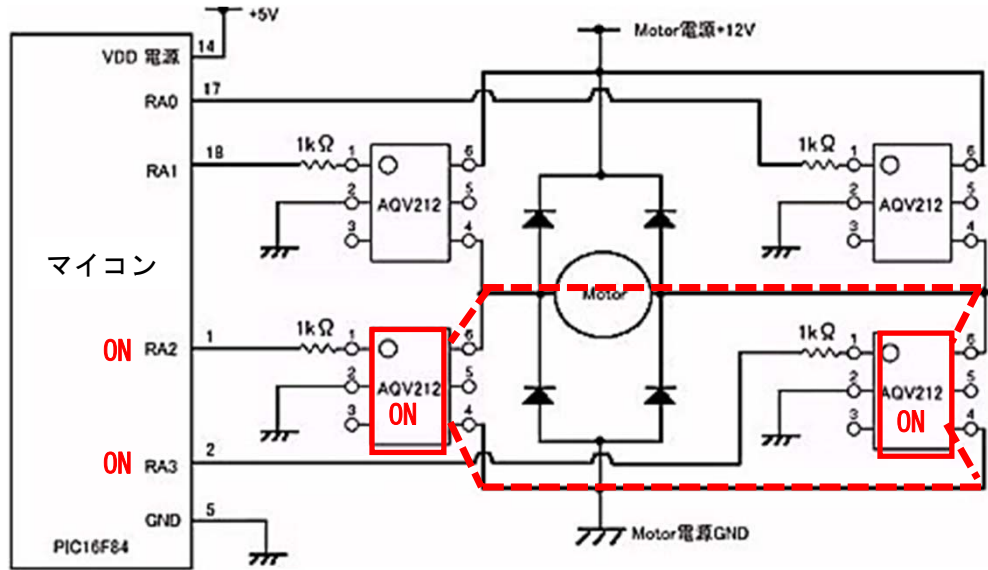 +5V
VDD 電源
14
Motor電源+12V
RA0
17
RA1
18
1kΩ
1
2
3
AQV212
6
5
4
1kΩ
1
2
3
AQV212
6
5
4
マイコン
Motor
ON
RA2
1
1kΩ
1
2
3
AQV212
ON
6
5
4
1kΩ
1
2
3
AQV212
ON
6
5
4
ON
RA3
2
GND
5
PIC16F84
Motor電源GND